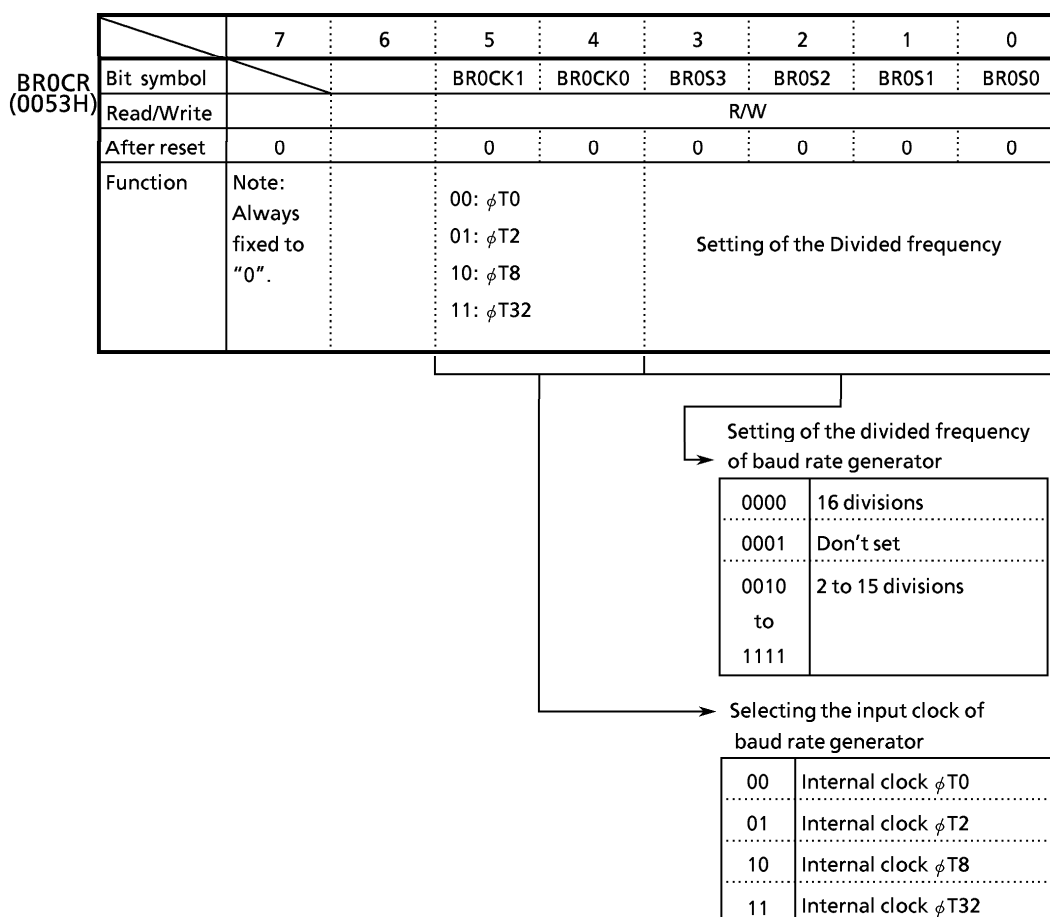 7 6 5 4 3 2 1 0
BR0CR
(0053H)
Bit symbol BR0CK1 BR0CK0 BR0S3 BR0S2 BR0S1 BR0S0
Read/Write R/W
After reset 0 0 0 0 0 0 0
Function
Note:
Always
fixed to
"0".
00: ϕT0
01: ϕT2
10: ϕT8
11: ϕT32
Setting of the Divided frequency
Setting of the divided frequency
of baud rate generator
0000 16 divisions
0001 Don't set
0010 2 to 15 divisions
to
1111
Selecting the input clock of
baud rate generator
00 Internal clock ϕT0
01 Internal clock ϕT2
10 Internal clock ϕT8
11 Internal clock ϕT32